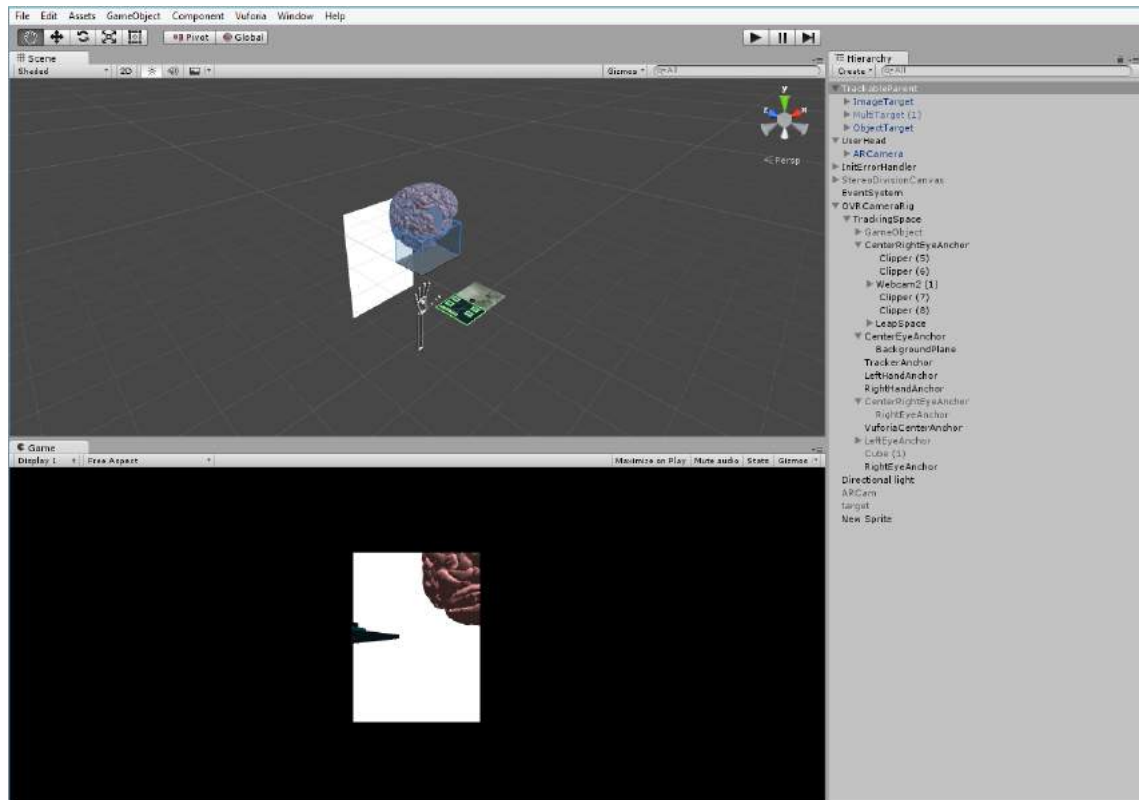 File Edit Assets GameObject Component Vuforia Window Help
Pivot Global
Scene
Shaded 2D Gizmos All
y
z x
Persp
Game
Display 1 Free Aspect Maximize on Play Mute audio Stats Gizmos
Hierarchy
Create All
TrackableParent
ImageTarget
MultiTarget (1)
ObjectTarget
UserHead
ARCamera
InitErrorHandler
StereoDivisionCanvas
EventSystem
OVRCameraRig
TrackingSpace
GameObject
CenterRightEyeAnchor
Clipper (5)
Clipper (6)
Webcam2 (1)
Clipper (7)
Clipper (8)
LeapSpace
CenterEyeAnchor
BackgroundPlane
TrackerAnchor
LeftHandAnchor
RightHandAnchor
CenterRightEyeAnchor
RightEyeAnchor
VuforiaCenterAnchor
LeftEyeAnchor
Cube (1)
RightEyeAnchor
Directional light
ARCam
target
New Sprite